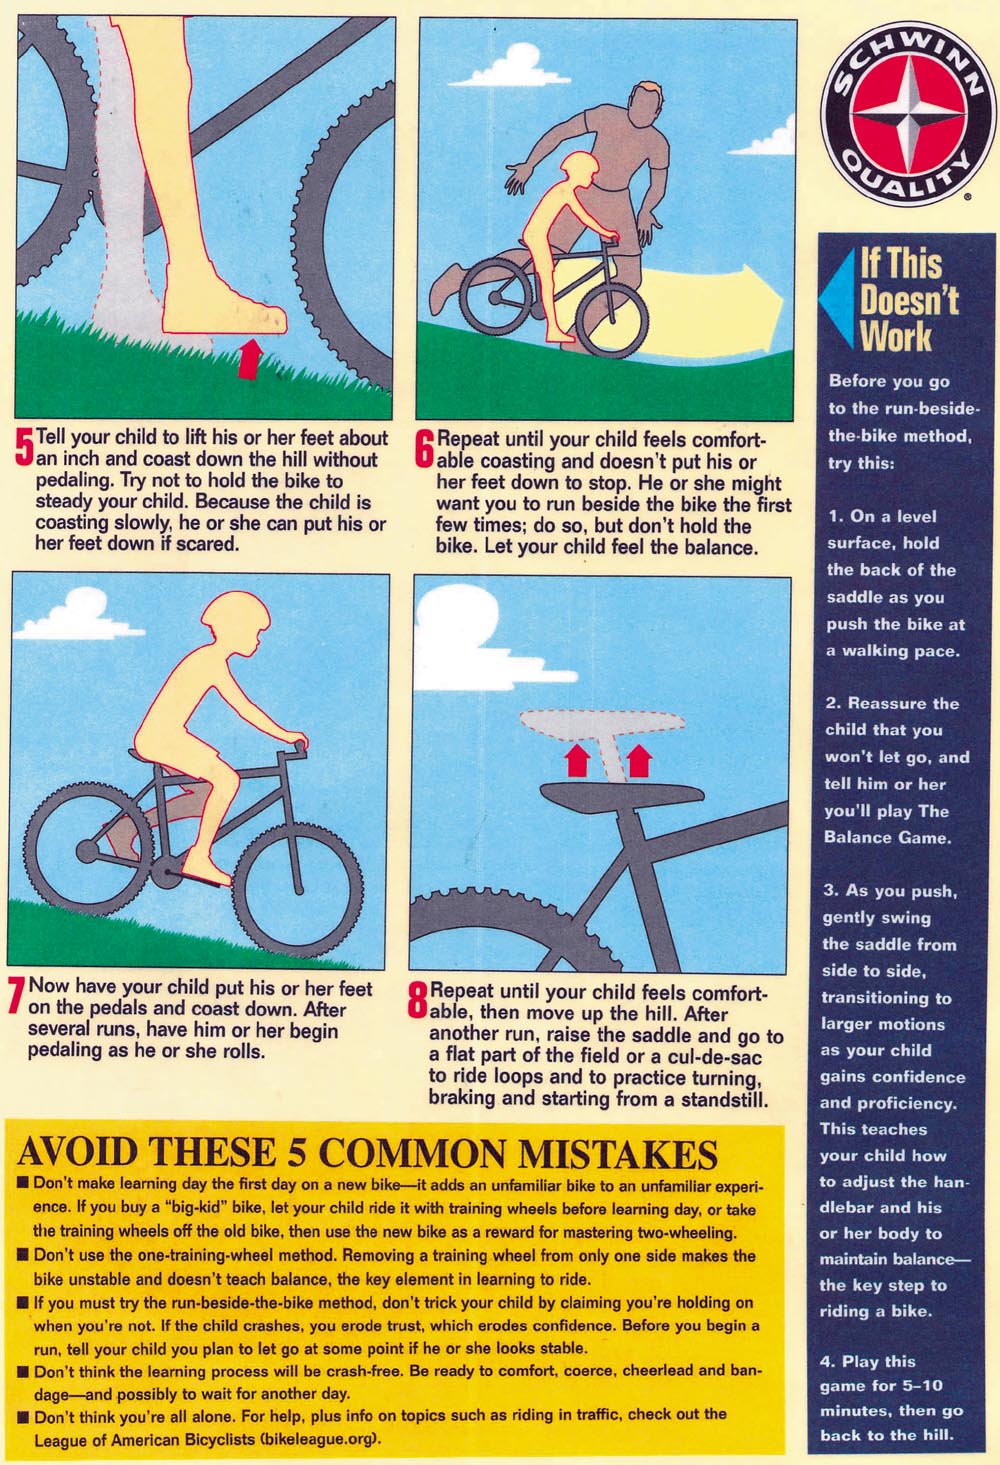 5 Tell your child to lift his or her feet about
an inch and coast down the hill without
pedaling. Try not to hold the bike to
steady your child. Because the child is
coasting slowly, he or she can put his or
her feet down if scared.
6 Repeat until your child feels comfort-
able coasting and doesn't put his or
her feet down to stop. He or she might
want you to run beside the bike the first
few times; do so, but don't hold the
bike. Let your child feel the balance.
7 Now have your child put his or her feet
on the pedals and coast down. After
several runs, have him or her begin
pedaling as he or she rolls.
8 Repeat until your child feels comfort-
able, then move up the hill. After
another run, raise the saddle and go to
a flat part of the field or a cul-de-sac
to ride loops and to practice turning,
braking and starting from a standstill.
AVOID THESE 5 COMMON MISTAKES
■ Don't make learning day the first day on a new bike—it adds an unfamiliar bike to an unfamiliar experi-
ence. If you buy a “big-kid” bike, let your child ride it with training wheels before learning day, or take
the training wheels off the old bike, then use the new bike as a reward for mastering two-wheeling.
■ Don't use the one-training-wheel method. Removing a training wheel from only one side makes the
bike unstable and doesn't teach balance, the key element in learning to ride.
■ If you must try the run-beside-the-bike method, don't trick your child by claiming you're holding on
when you're not. If the child crashes, you erode trust, which erodes confidence. Before you begin a
run, tell your child you plan to let go at some point if he or she looks stable.
■ Don't think the learning process will be crash-free. Be ready to comfort, coerce, cheerlead and ban-
dage—and possibly to wait for another day.
■ Don't think you're all alone. For help, plus info on topics such as riding in traffic, check out the
League of American Bicyclists (bikeleague.org).
SCHWINN
QUALITY
®
If This
Doesn't
Work
Before you go
to the run-beside-
the-bike method,
try this:
1. On a level
surface, hold
the back of the
saddle as you
push the bike at
a walking pace.
2. Reassure the
child that you
won't let go, and
tell him or her
you'll play The
Balance Game.
3. As you push,
gently swing
the saddle from
side to side,
transitioning to
larger motions
as your child
gains confidence
and proficiency.
This teaches
your child how
to adjust the han-
dlebar and his
or her body to
maintain balance—
the key step to
riding a bike.
4. Play this
game for 5–10
minutes, then go
back to the hill.